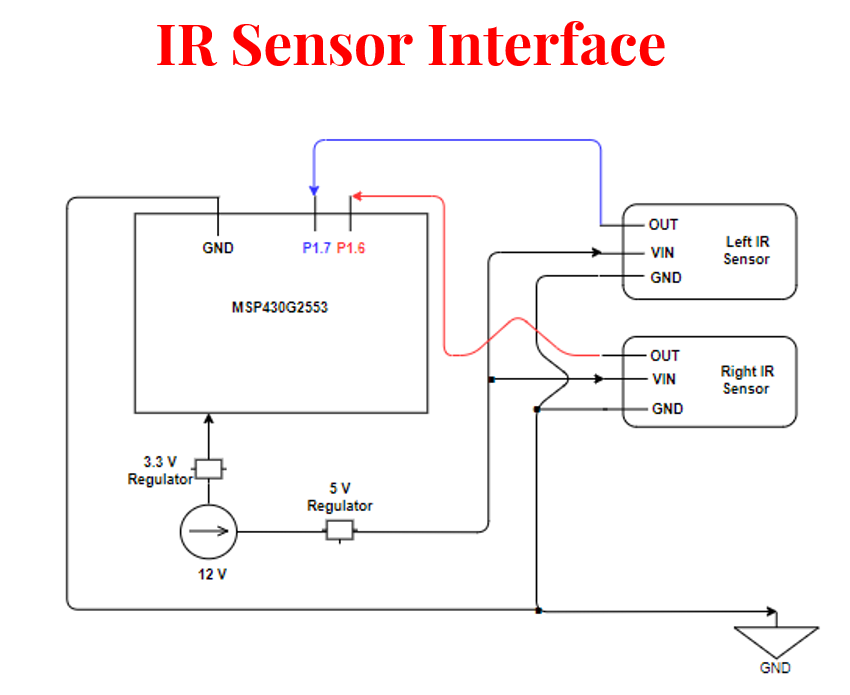 IR Sensor Interface
OUT
VIN
GND
Left IR
Sensor
GND
P1.7 P1.6
MSP430G2553
OUT
VIN
GND
Right IR
Sensor
3.3 V
Regulator
5 V
Regulator
12 V
GND